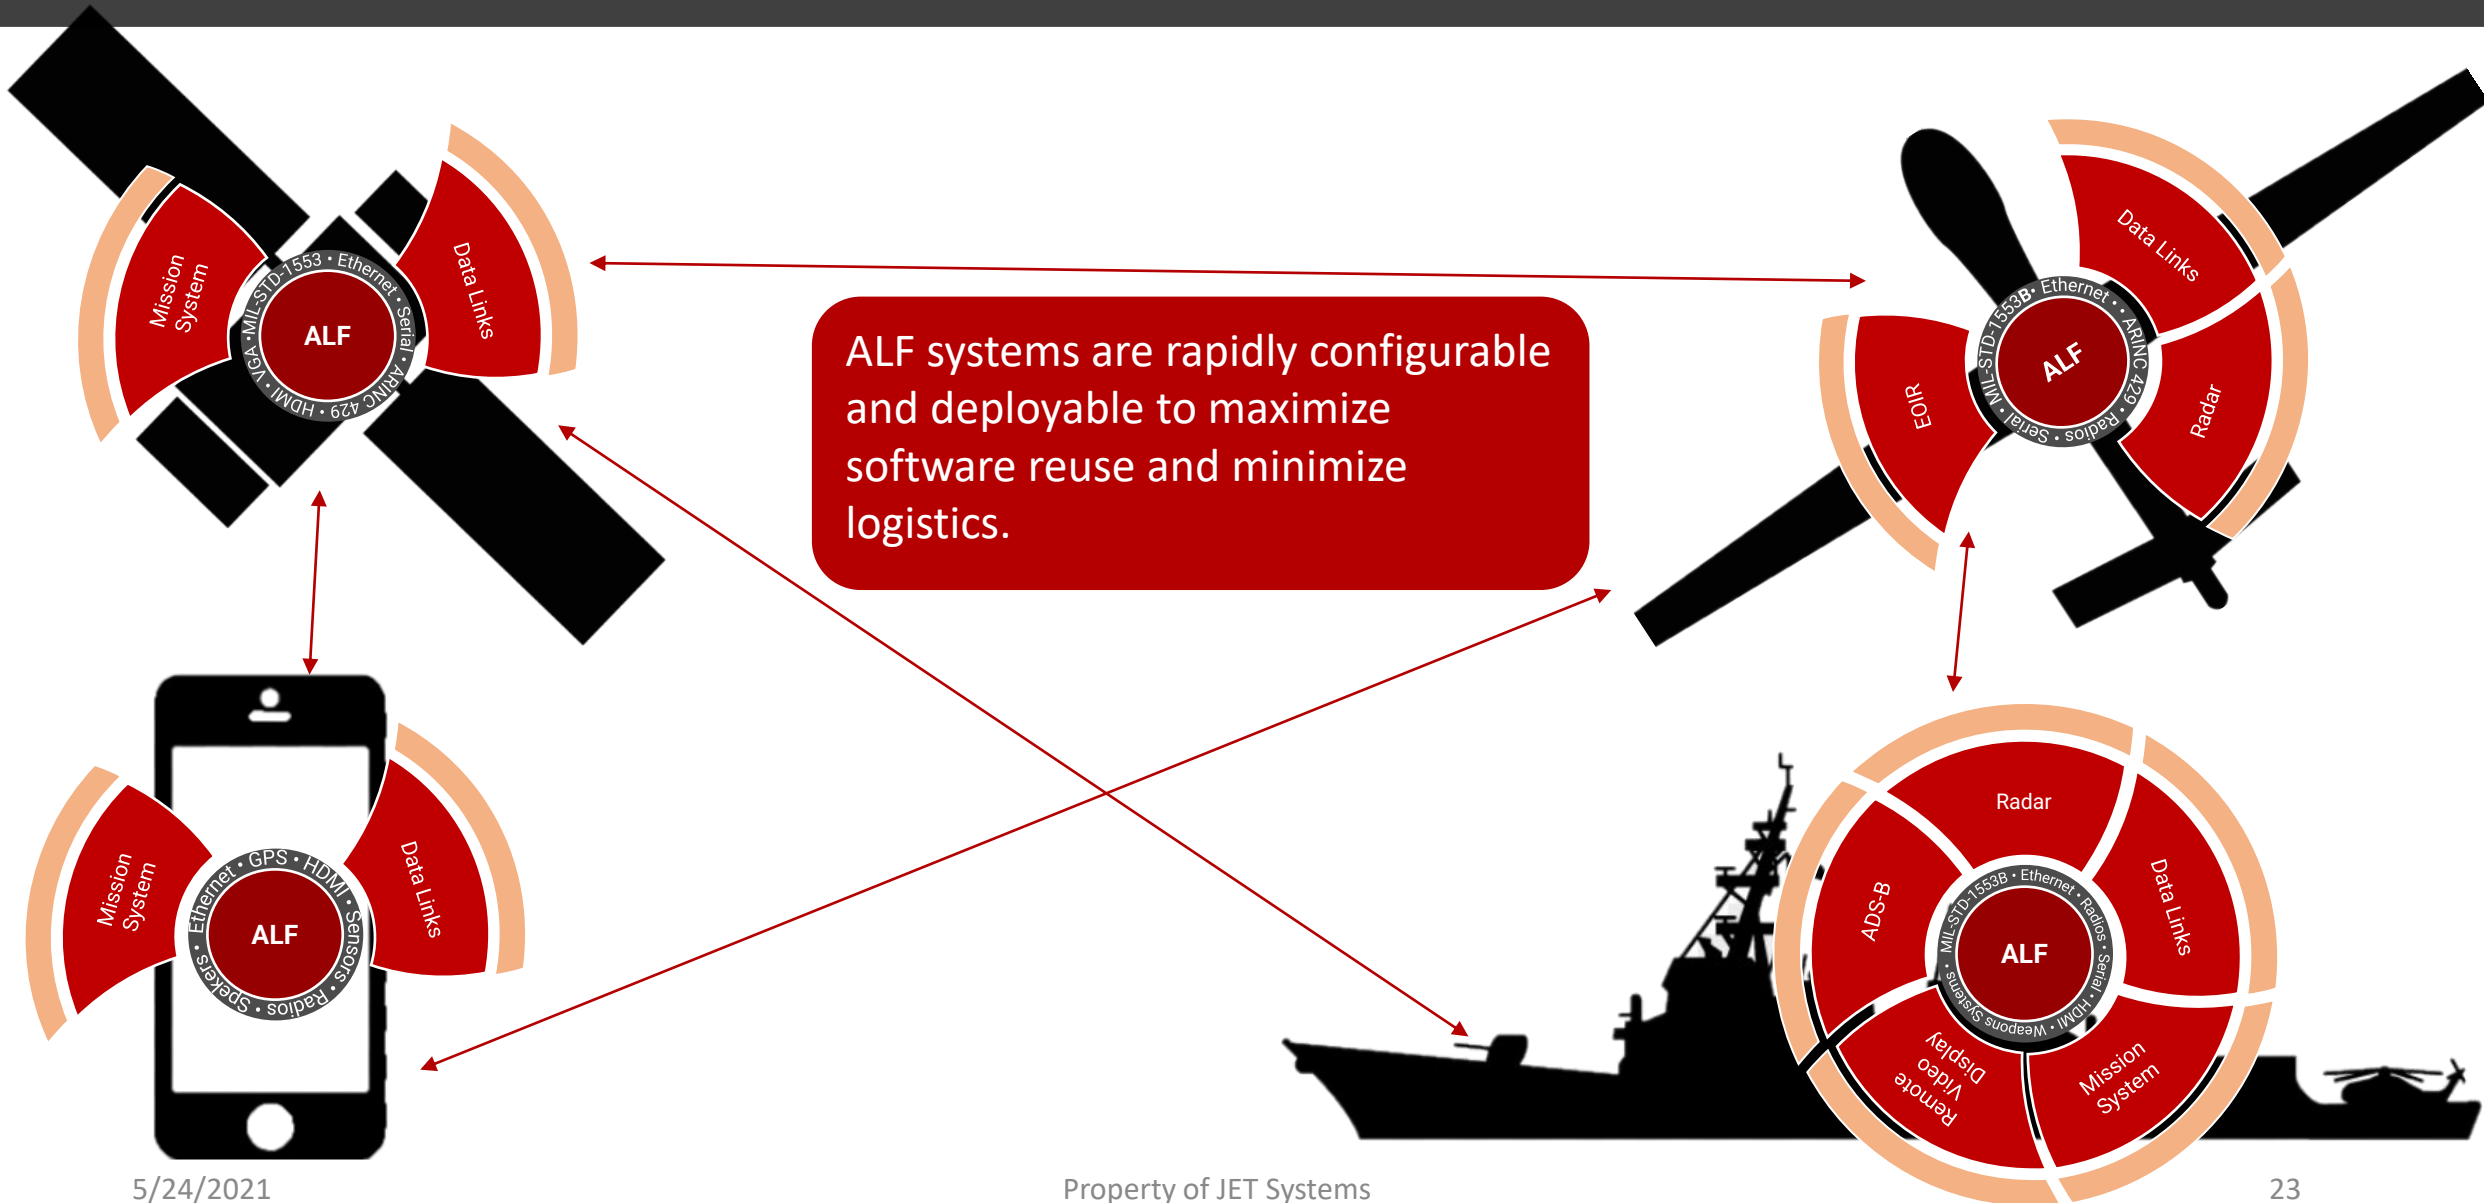 Mission
System
Data Links
MIL-STD-1553 • Ethernet • Serial • ARINC 429 • HDMI • VGA •
ALF
ALF systems are rapidly configurable
and deployable to maximize
software reuse and minimize
logistics.
Data Links
Radar
EOIR
MIL-STD-1553B • Ethernet • ARINC 429 • Radios • Serial •
ALF
Mission
System
Data Links
Ethernet • GPS • HDMI • Sensors • Radios • Spekers •
ALF
Radar
Data Links
Mission
System
Remote
Video
Display
ADS-B
MIL-STD-1553B • Ethernet • Radios • Serial • HDMI • Weapons Systems •
ALF
5/24/2021
Property of JET Systems
23